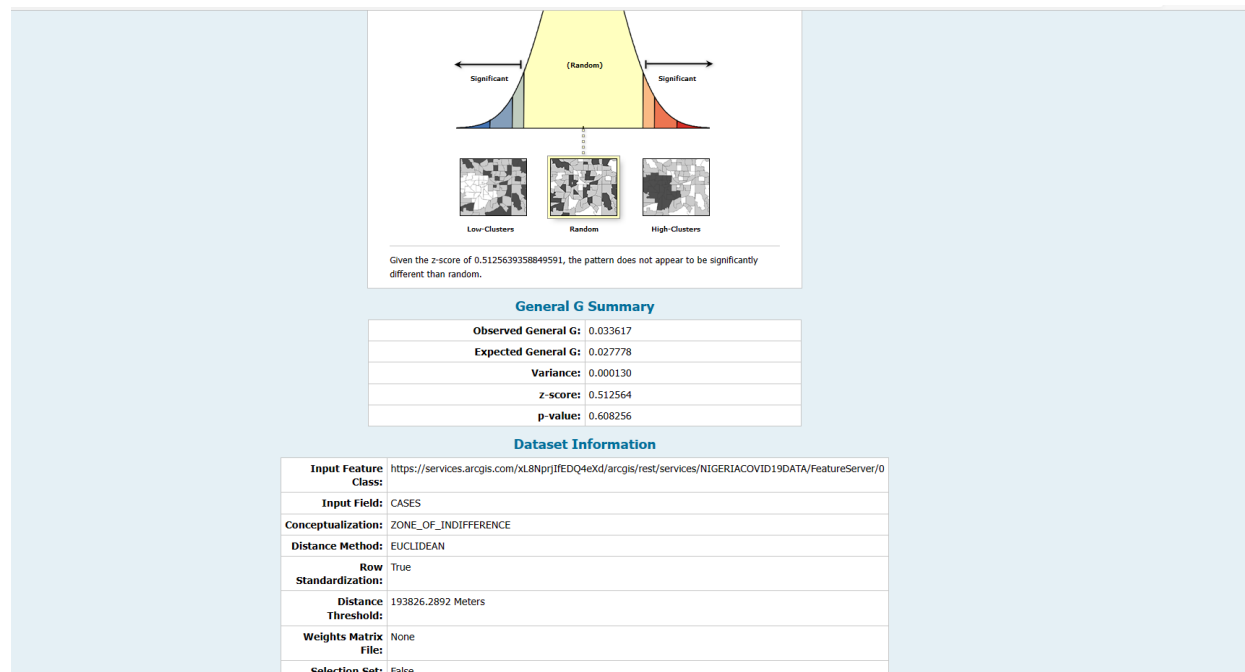 (Random)
Significant
Significant
Low-Clusters
Random
High-Clusters
Given the z-score of 0.5125639358849591, the pattern does not appear to be significantly
different than random.
General G Summary
Observed General G: 0.033617
Expected General G: 0.027778
Variance: 0.000130
z-score: 0.512564
p-value: 0.608256
Dataset Information
Input Feature Class: https://services.arcgis.com/xL8NprJIfEDQ4eXd/arcgis/rest/services/NIGERIACOVID19DATA/FeatureServer/0
Input Field: CASES
Conceptualization: ZONE_OF_INDIFFERENCE
Distance Method: EUCLIDEAN
Row Standardization: True
Distance Threshold: 193826.2892 Meters
Weights Matrix File: None
Selection Set: False